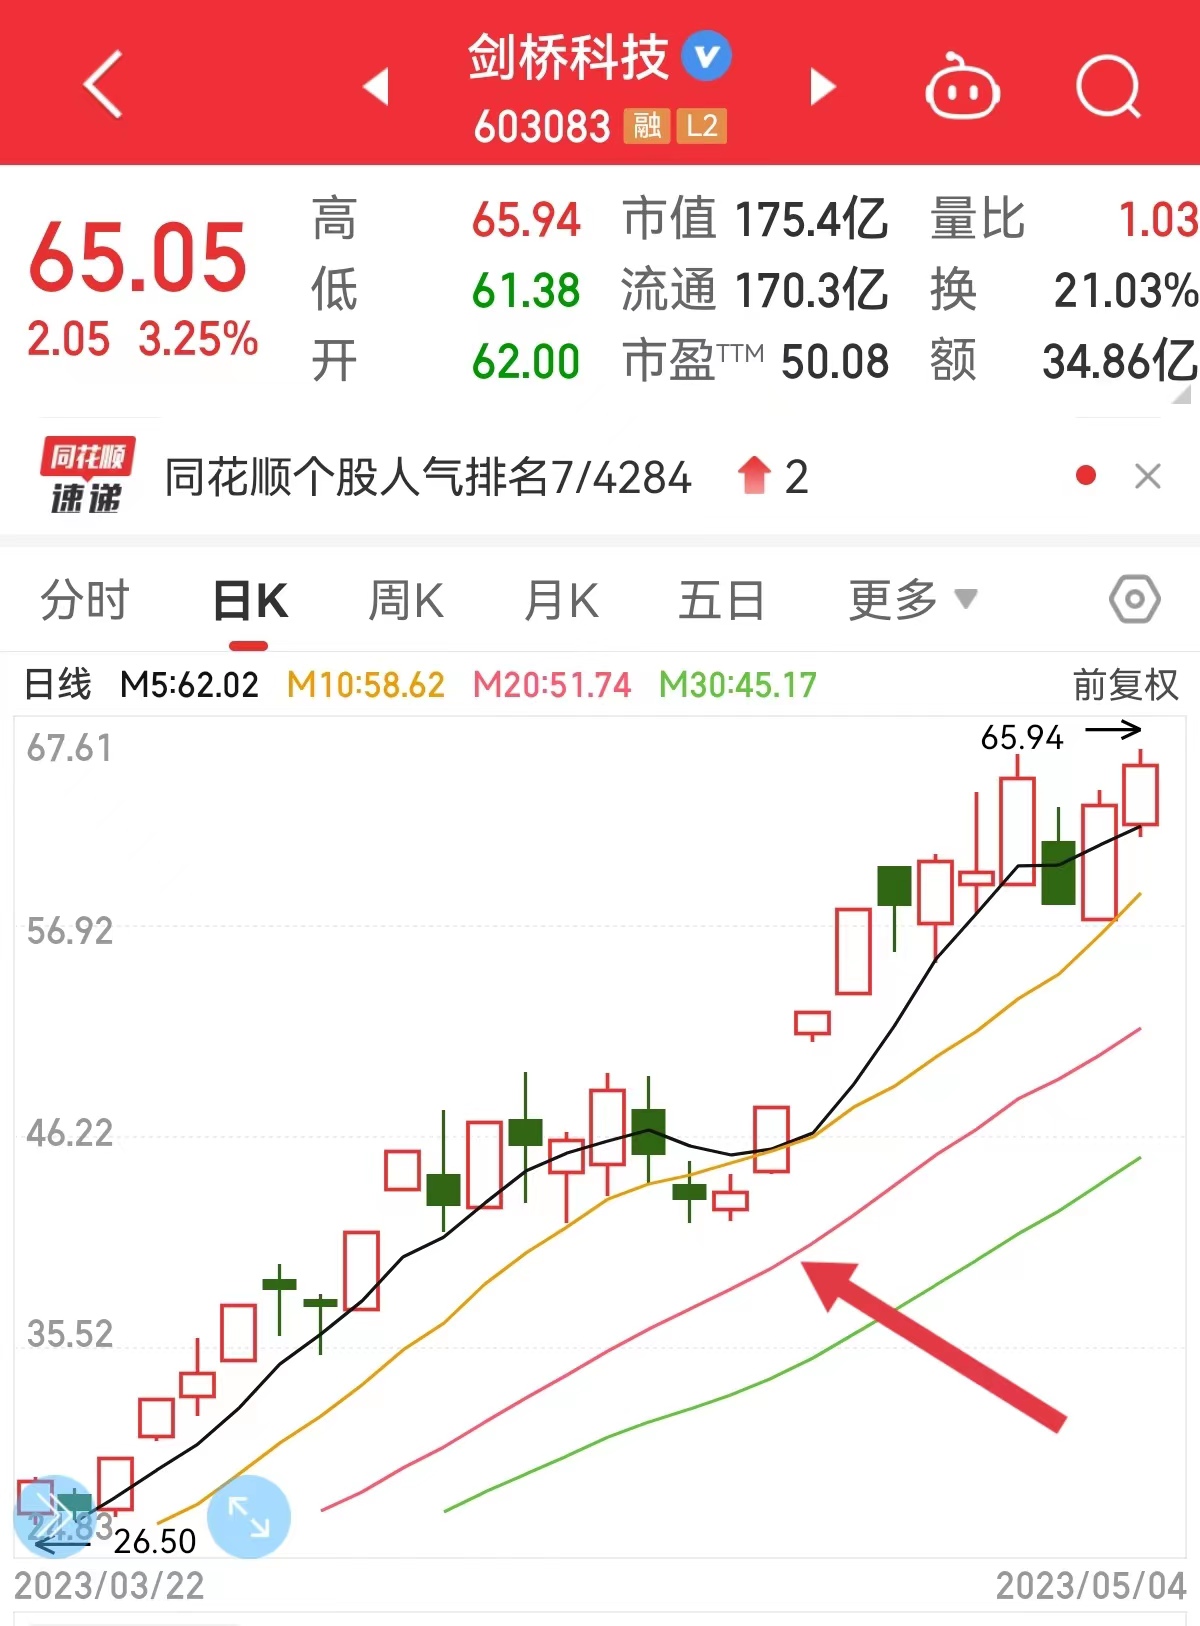 剑桥科技
603083 融 L2
65.05
2.05 3.25%
高 65.94 市值 175.4亿 量比 1.03
低 61.38 流通 170.3亿 换 21.03%
开 62.00 市盈TTM 50.08 额 34.86亿
同花顺
速递
同花顺个股人气排名7/4284 2
分时 日K 周K 月K 五日 更多
日线 M5:62.02 M10:58.62 M20:51.74 M30:45.17 前复权
67.61
65.94
56.92
46.22
35.52
26.50
2023/03/22 2023/05/04